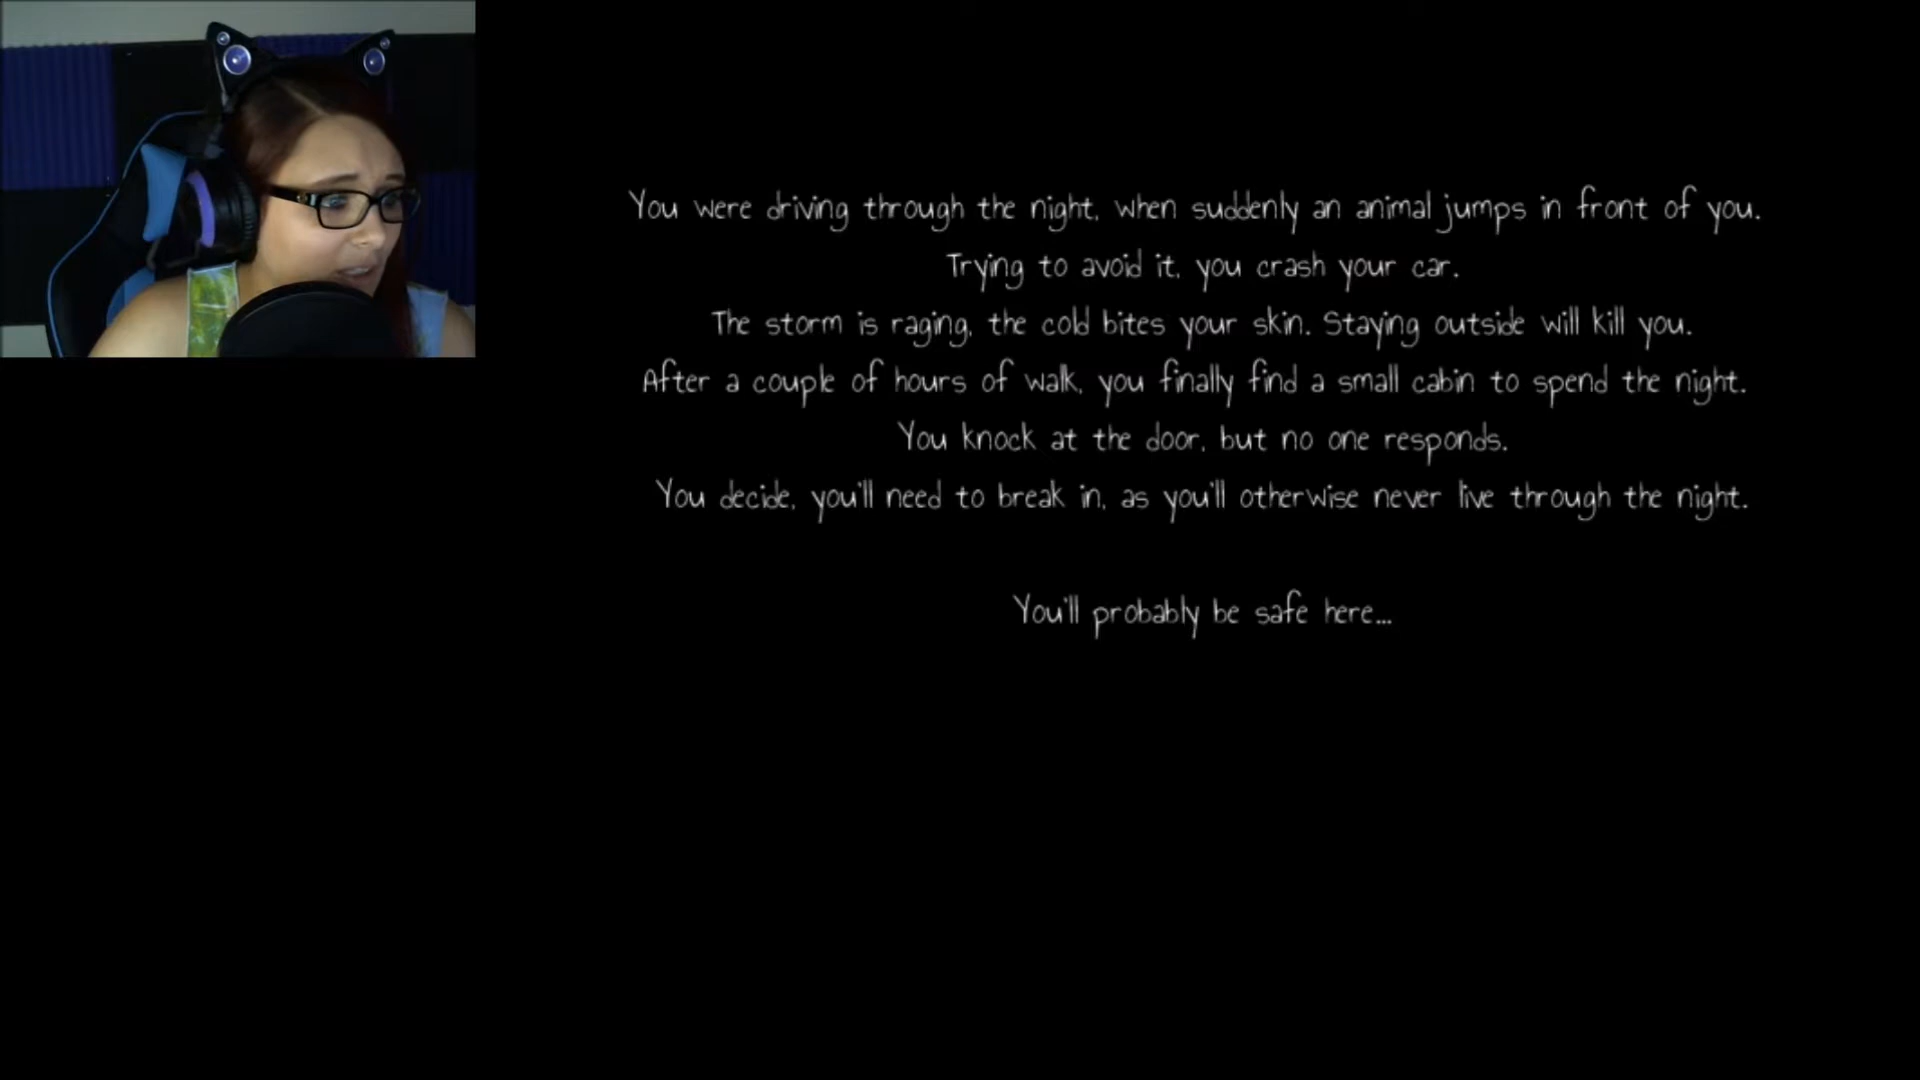 You were driving through the night, when suddenly an animal jumps in front of you.
Trying to avoid it, you crash your car.
The storm is raging, the cold bites your skin. Staying outside will kill you.
After a couple of hours of walk, you finally find a small cabin to spend the night.
You knock at the door, but no one responds.
You decide, you'll need to break in, as you'll otherwise never live through the night.
You'll probably be safe here...